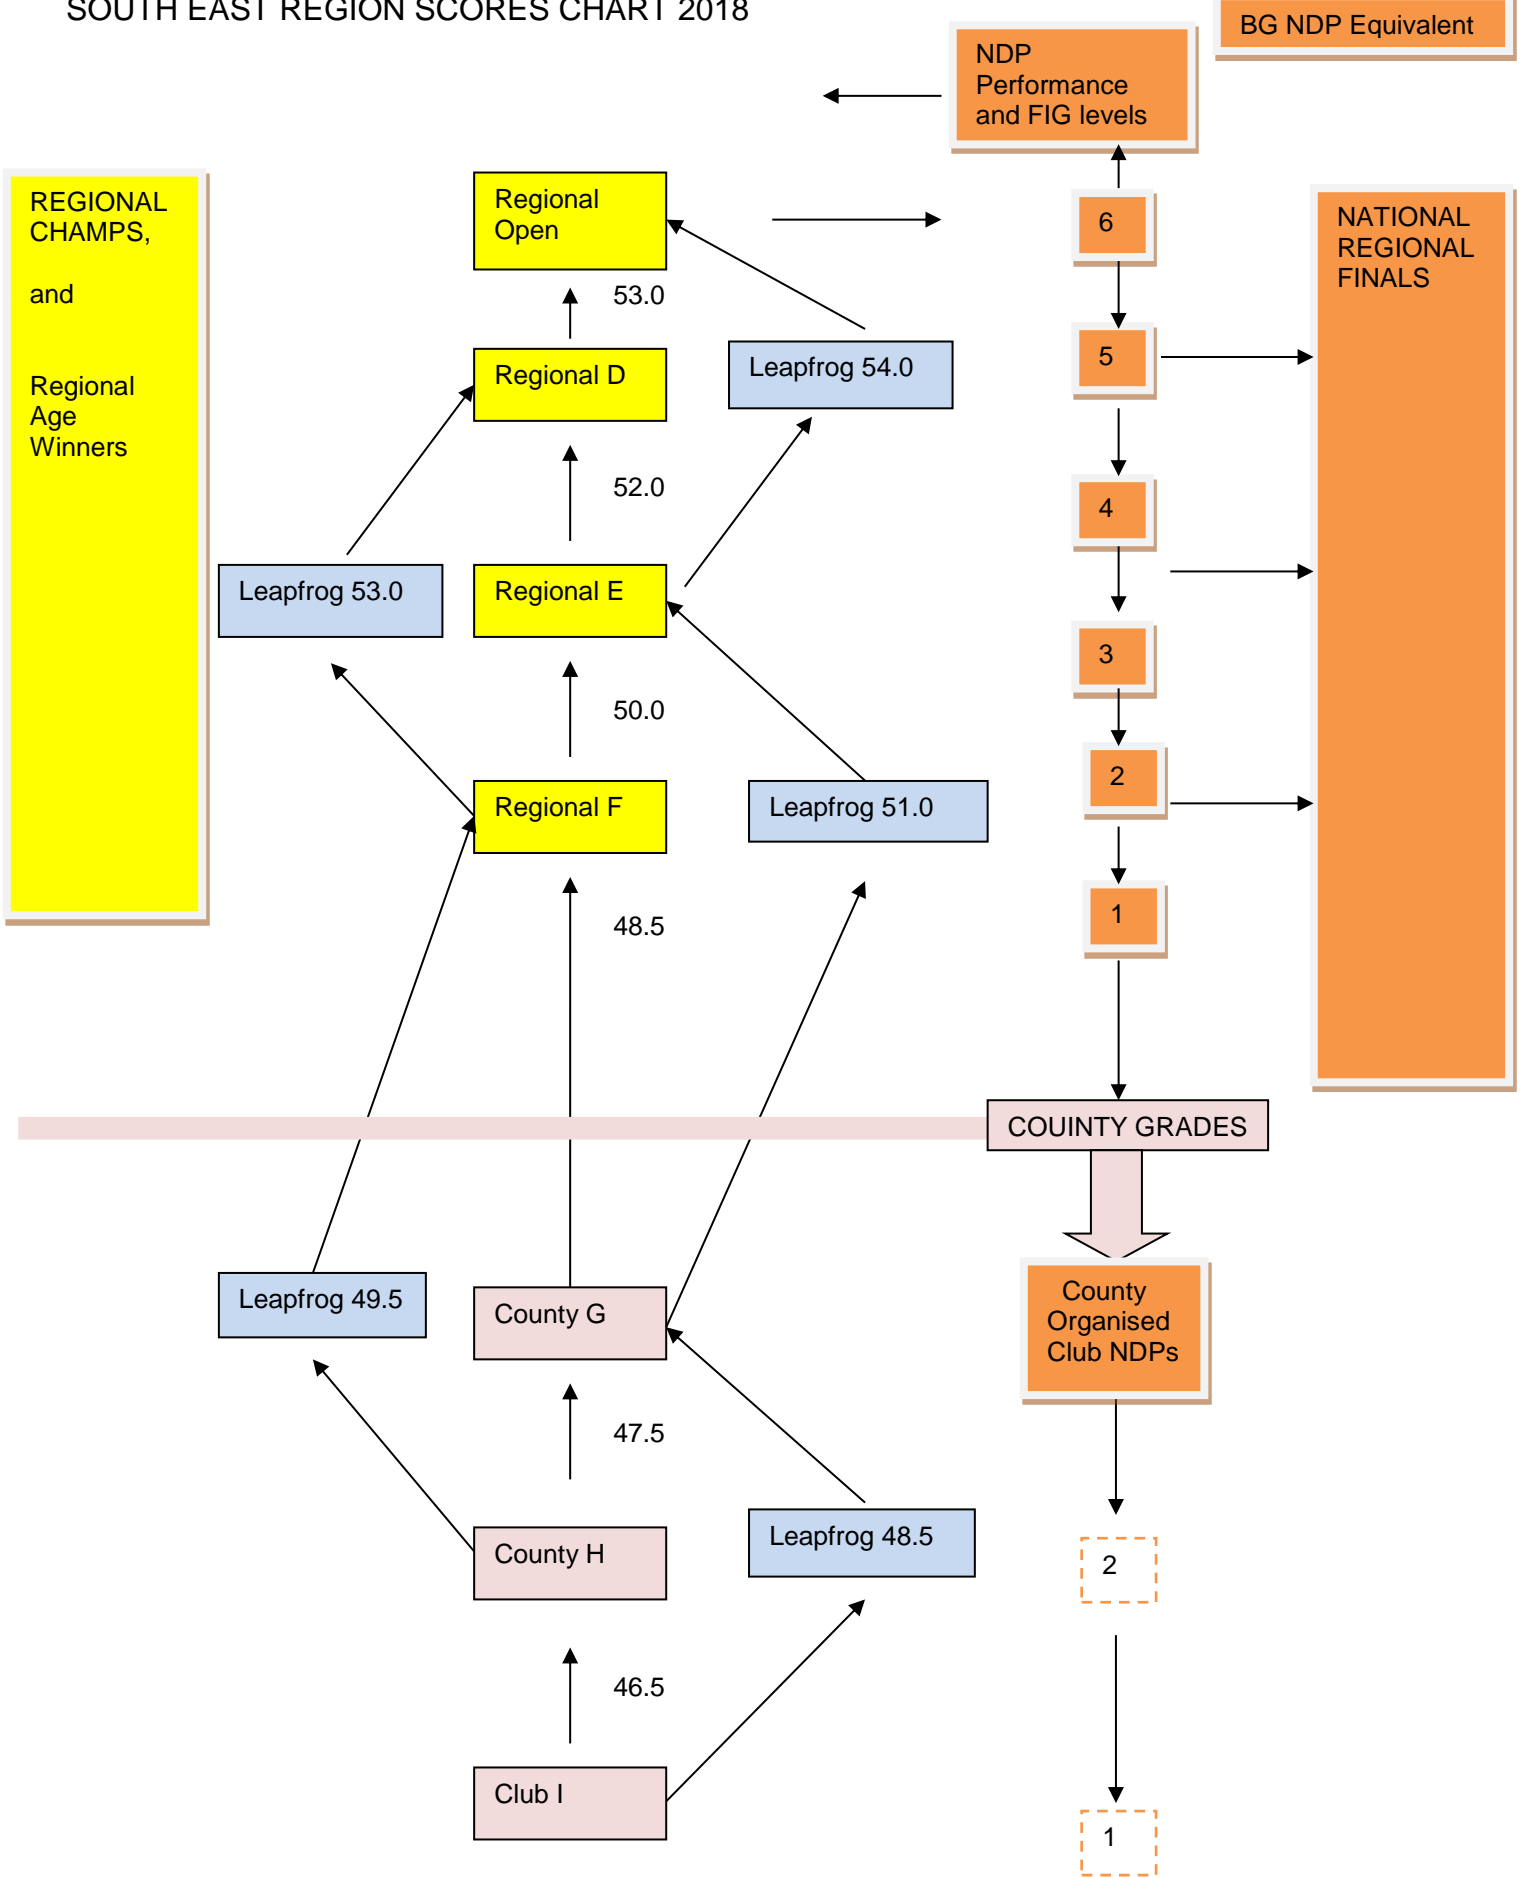 SOUTH EAST REGION SCORES CHART 2018
BG NDP Equivalent
NDP
Performance
and FIG levels
REGIONAL
CHAMPS,
and
Regional
Age
Winners
Regional
Open
6
NATIONAL
REGIONAL
FINALS
53.0
Regional D
Leapfrog 54.0
5
52.0
4
Leapfrog 53.0
Regional E
3
50.0
2
Regional F
Leapfrog 51.0
1
48.5
COUINTY GRADES
Leapfrog 49.5
County G
County
Organised
Club NDPs
47.5
County H
Leapfrog 48.5
2
46.5
Club I
1